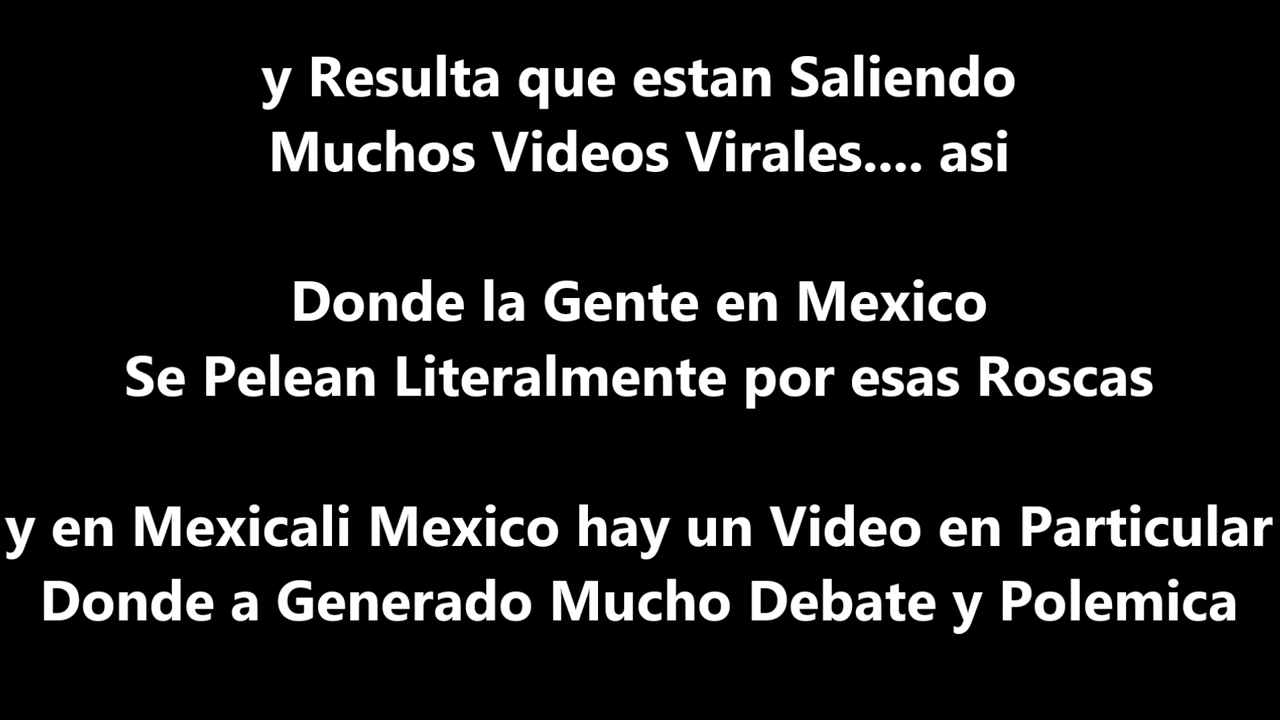 y Resulta que estan Saliendo
Muchos Videos Virales.... asi
Donde la Gente en Mexico
Se Pelean Literalmente por esas Roscas
y en Mexicali Mexico hay un Video en Particular
Donde a Generado Mucho Debate y Polemica